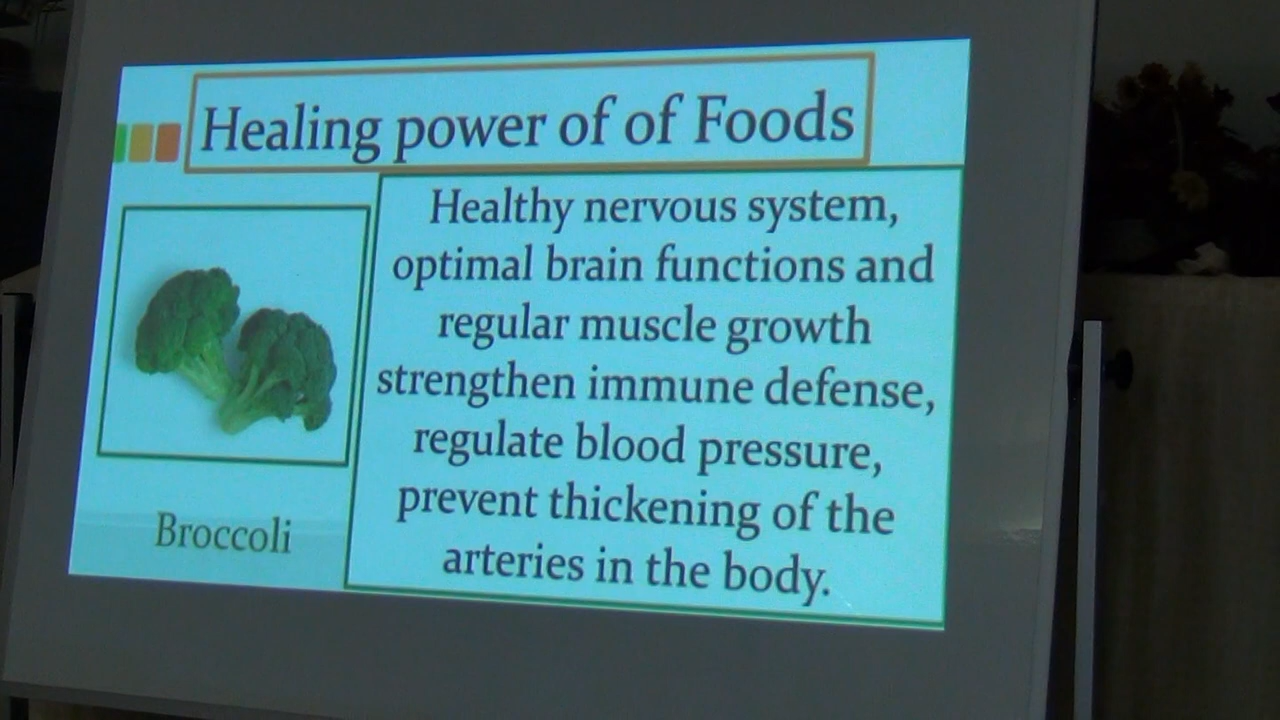 Healing power of of Foods
Healthy nervous system,
optimal brain functions and
regular muscle growth
strengthen immune defense,
regulate blood pressure,
prevent thickening of the
arteries in the body.
Broccoli